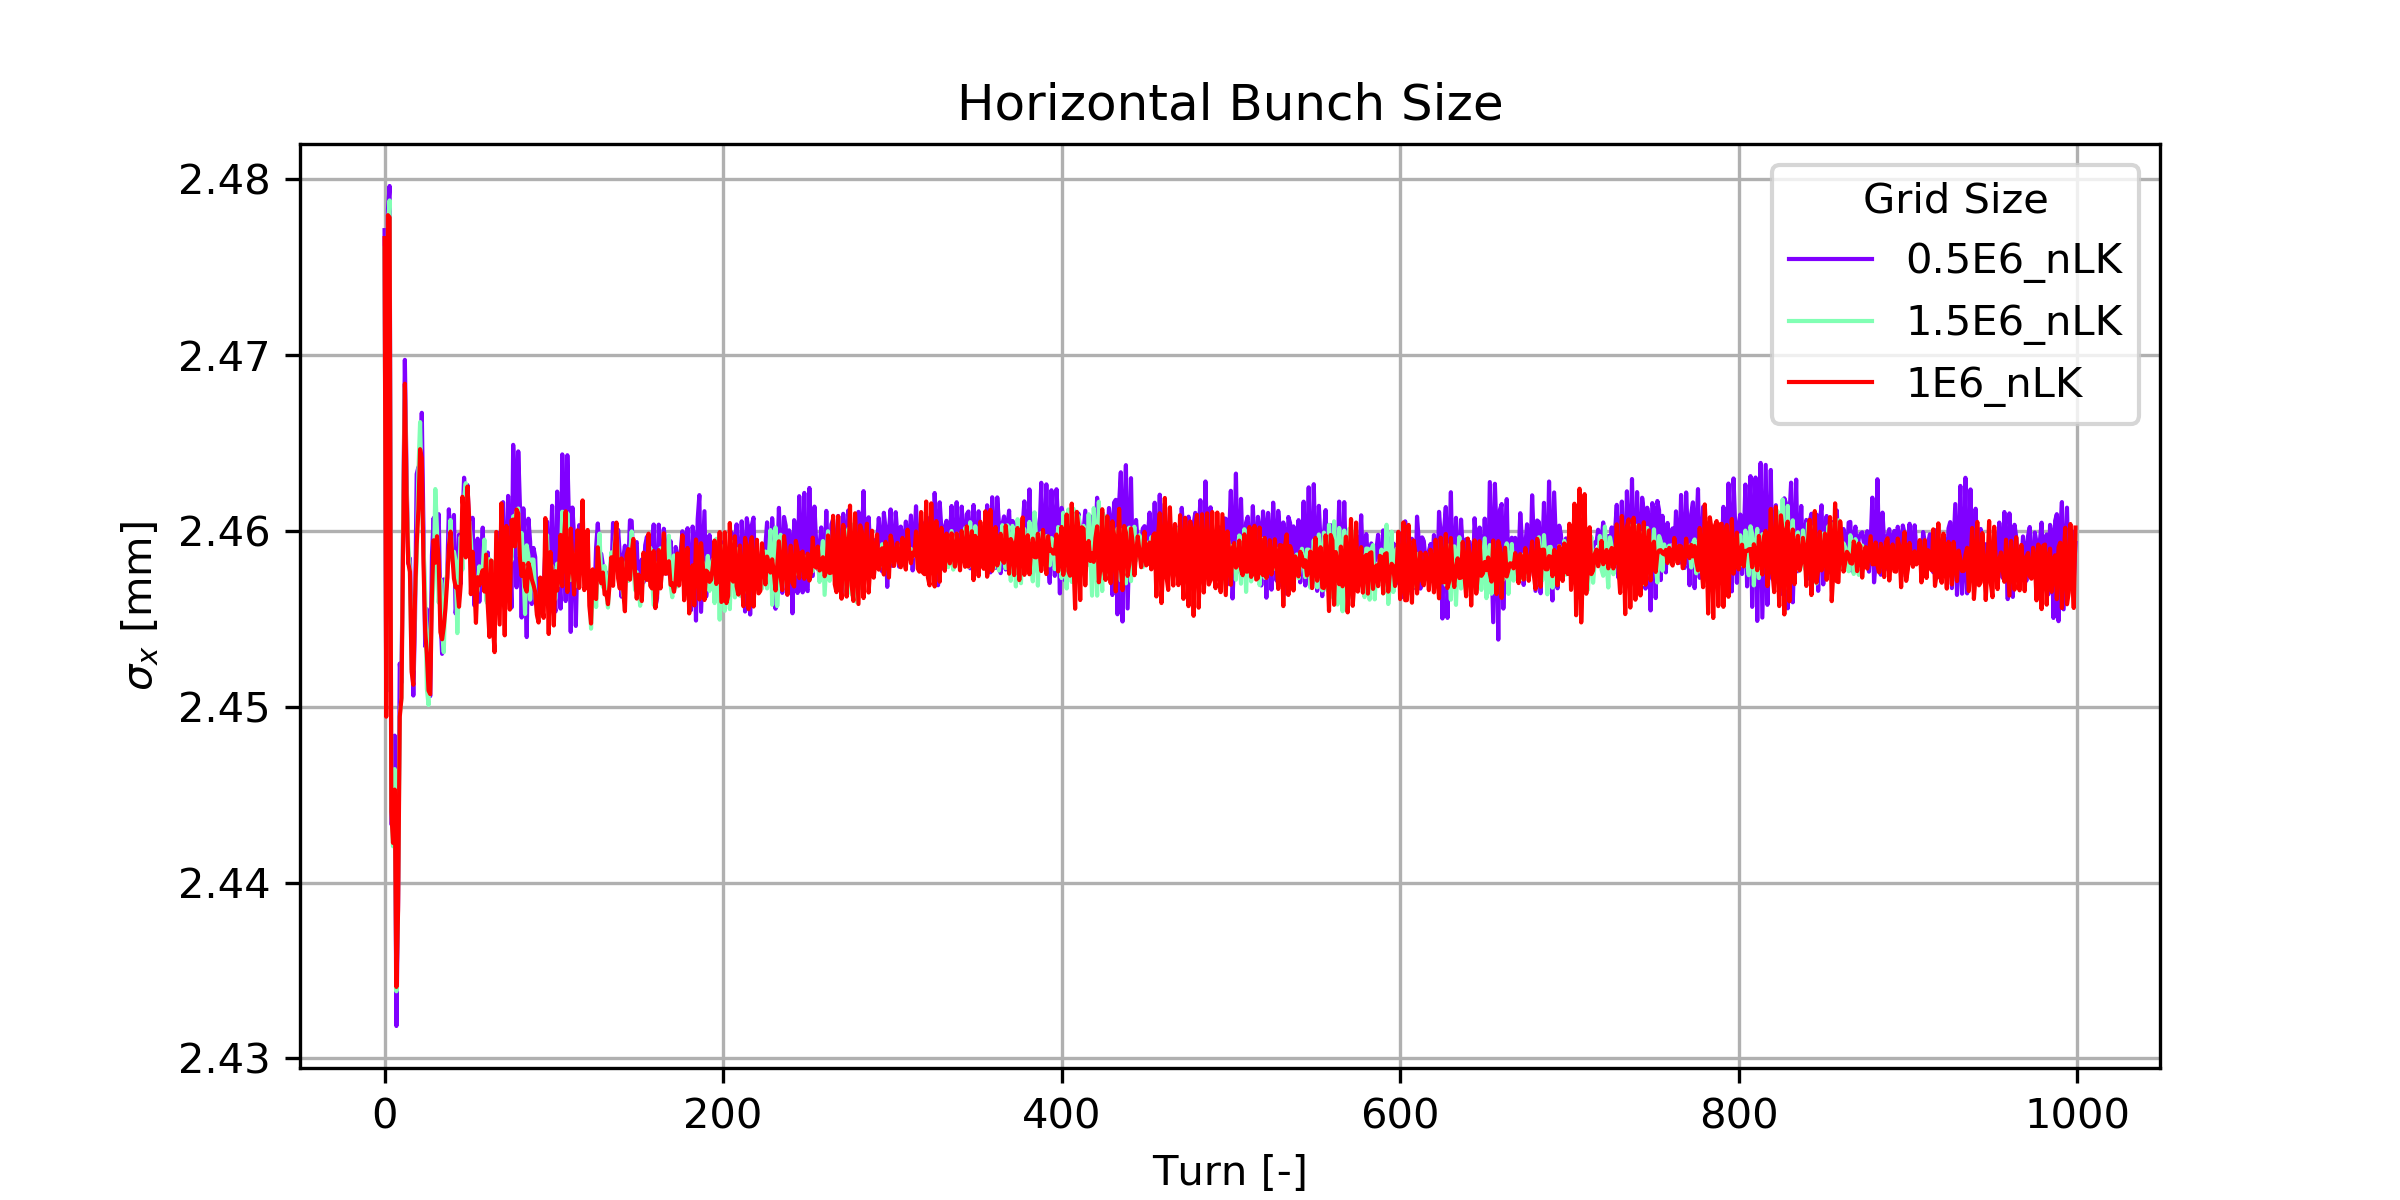 Horizontal Bunch Size
2.48
2.47
2.46
2.45
2.44
2.43
σx [mm]
Grid Size
0.5E6_nLK
1.5E6_nLK
1E6_nLK
0 200 400 600 800 1000
Turn [-]